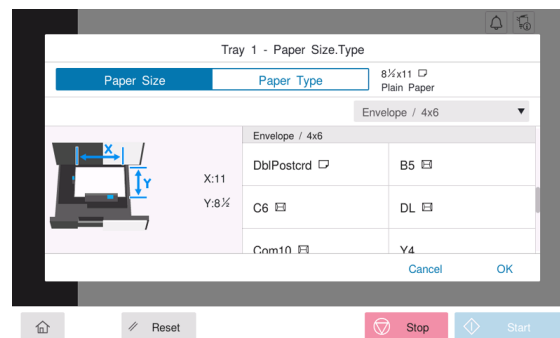 Tray 1 - Paper Size.Type
Paper Size
Paper Type
8½x11
Plain Paper
Envelope / 4x6
Envelope / 4x6
X
Y
X:11
Y:8½
DblPostcrd
B5
C6
DL
Com10
Y4
Cancel
OK
Reset
Stop
Start